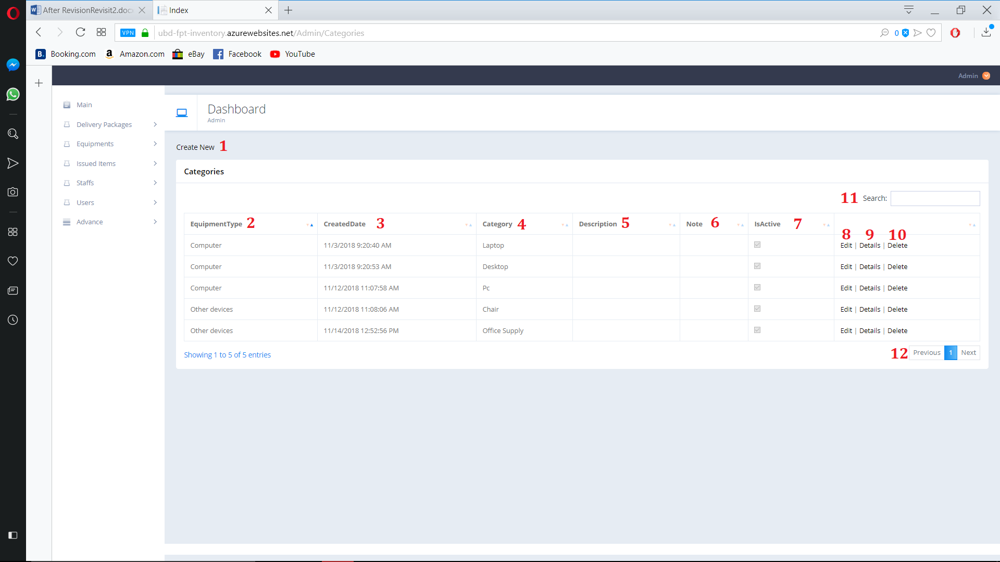 After RevisionRevisit2.docx
Index
VPN
ubd-fpt-inventory.azurewebsites.net/Admin/Categories
0
B. Booking.com
a Amazon.com
eBay
Facebook
YouTube
Admin
Main
Delivery Packages
Equipments
Issued Items
Staffs
Users
Advance
Dashboard
Admin
Create New 1
Categories
11 Search:
EquipmentType 2 CreatedDate 3 Category 4 Description 5 Note 6 IsActive 7
8 9 10
Computer 11/3/2018 9:20:40 AM Laptop Edit | Details | Delete
Computer 11/3/2018 9:20:53 AM Desktop Edit | Details | Delete
Computer 11/12/2018 11:07:58 AM Pc Edit | Details | Delete
Other devices 11/12/2018 11:08:06 AM Chair Edit | Details | Delete
Other devices 11/14/2018 12:52:56 PM Office Supply Edit | Details | Delete
Showing 1 to 5 of 5 entries
12 Previous 1 Next